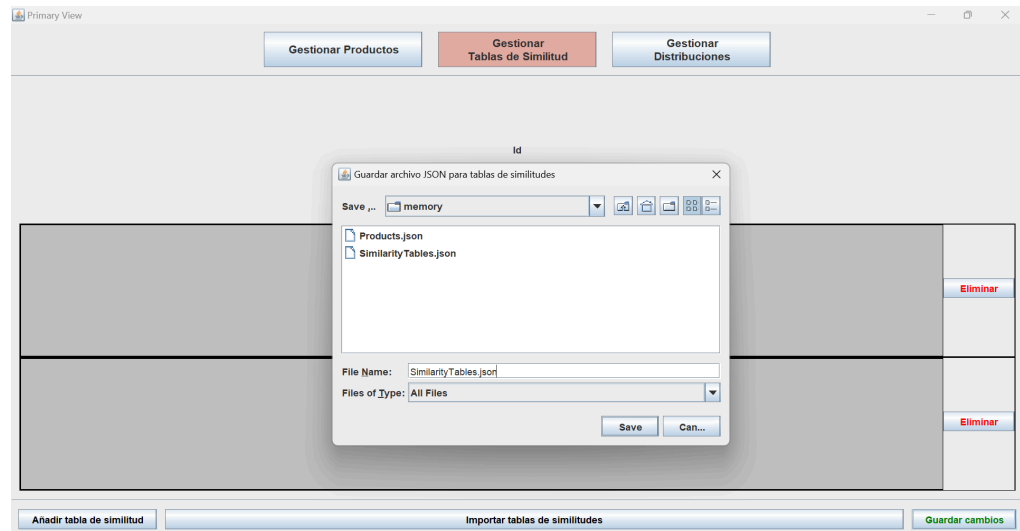 Primary View
Gestionar Productos
Gestionar
Tablas de Similitud
Gestionar
Distribuciones
Id
Guardar archivo JSON para tablas de similitudes
Save ,..
memory
Products.json
SimilarityTables.json
File Name:
SimilarityTables.json
Files of Type:
All Files
Save
Can...
Eliminar
Eliminar
Añadir tabla de similitud
Importar tablas de similitudes
Guardar cambios